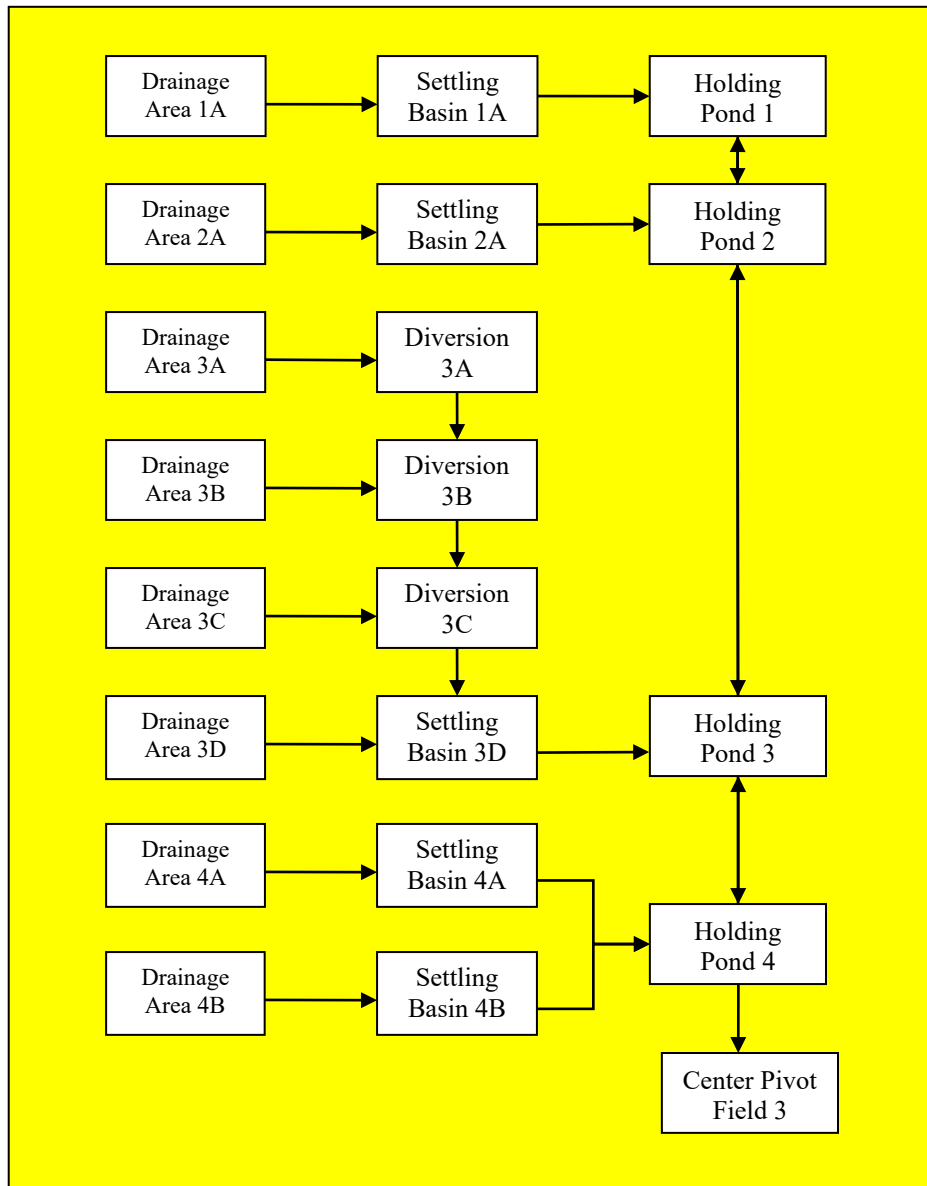 Drainage
Area 1A
Settling
Basin 1A
Holding
Pond 1
Drainage
Area 2A
Settling
Basin 2A
Holding
Pond 2
Drainage
Area 3A
Diversion
3A
Drainage
Area 3B
Diversion
3B
Drainage
Area 3C
Diversion
3C
Drainage
Area 3D
Settling
Basin 3D
Holding
Pond 3
Drainage
Area 4A
Settling
Basin 4A
Holding
Pond 4
Drainage
Area 4B
Settling
Basin 4B
Center Pivot
Field 3